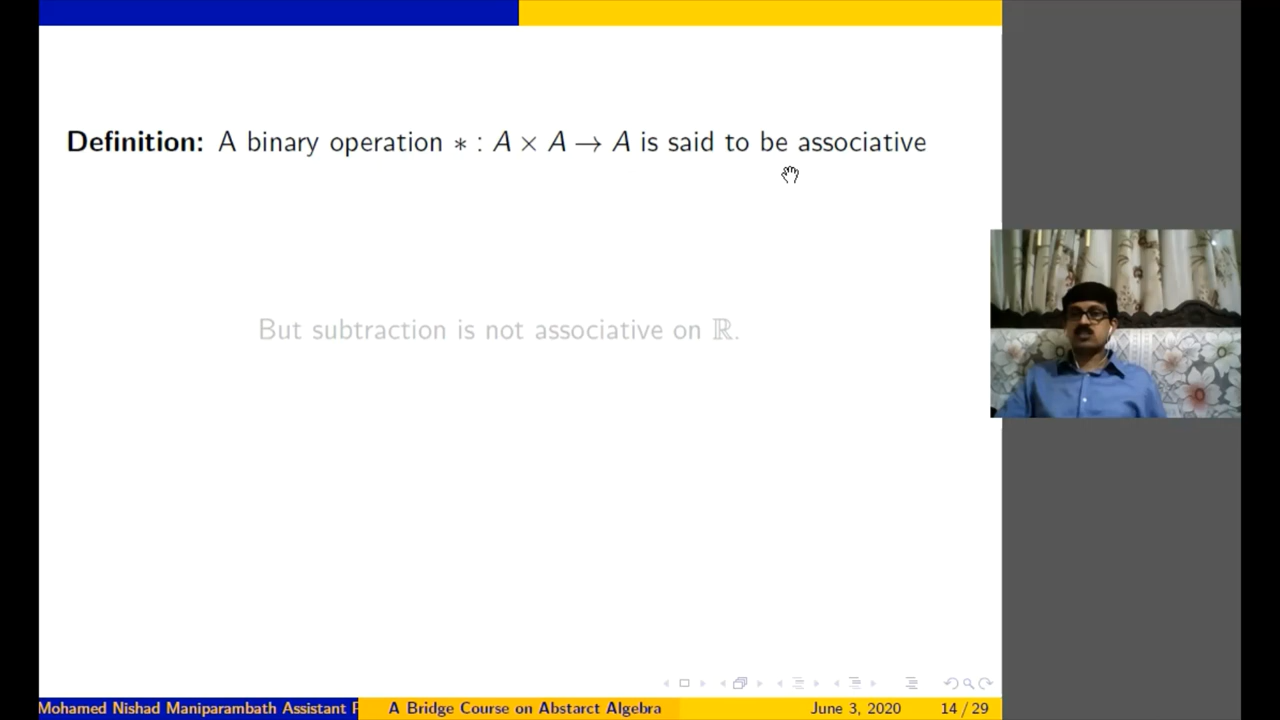 Definition: A binary operation ∗ : A × A → A is said to be associative
But subtraction is not associative on ℝ.
Mohamed Nishad Maniparambath Assistant P
A Bridge Course on Abstarct Algebra
June 3, 2020
14 / 29